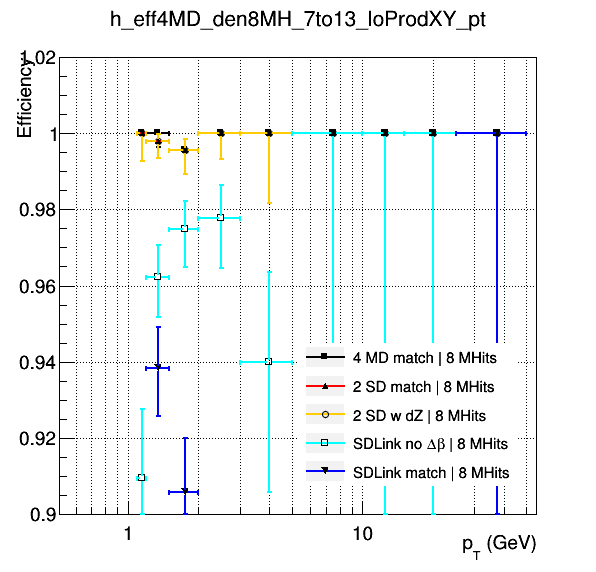 h_eff4MD_den8MH_7to13_loProdXY_pt
Efficiency
1.02
1
0.98
0.96
0.94
0.92
0.9
4 MD match | 8 MHits
2 SD match | 8 MHits
2 SD w dZ | 8 MHits
SDLink no Δβ | 8 MHits
SDLink match | 8 MHits
1
10
p_T (GeV)